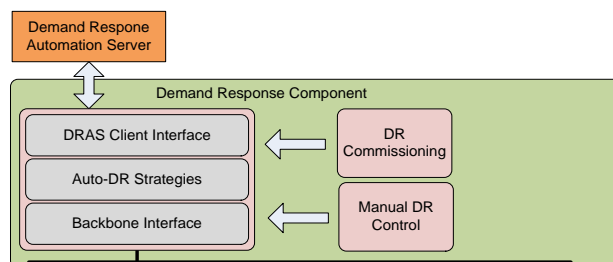 Demand Respone
Automation Server
Demand Response Component
DRAS Client Interface
Auto-DR Strategies
Backbone Interface
DR
Commissioning
Manual DR
Control